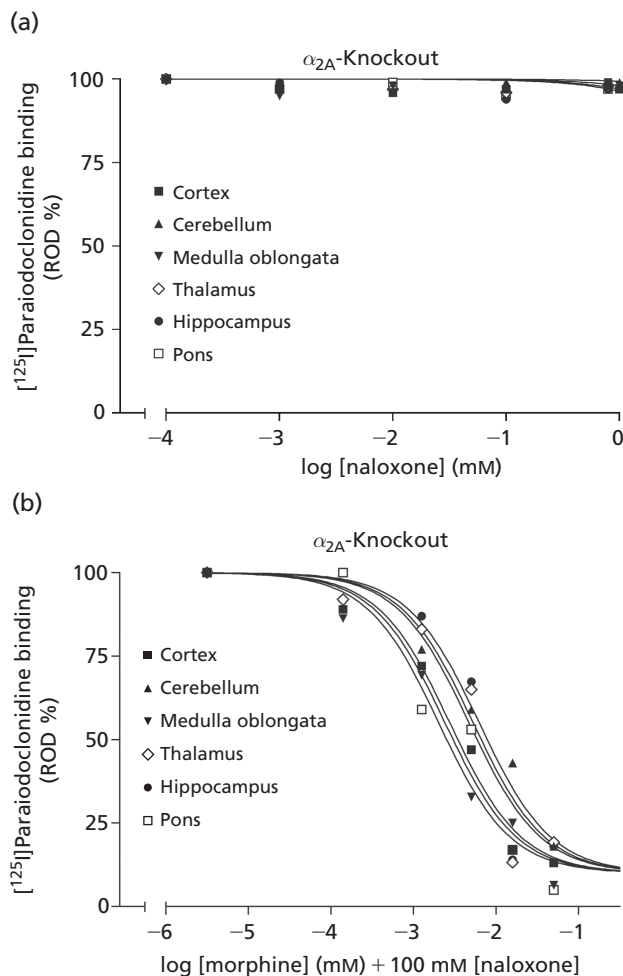 (a)
α2A-Knockout
[125I]Paraiodoclonidine binding
(ROD %)
100
75
50
25
0
Cortex
Cerebellum
Medulla oblongata
Thalamus
Hippocampus
Pons
−4 −3 −2 −1 0
log [naloxone] (mM)
(b)
α2A-Knockout
[125I]Paraiodoclonidine binding
(ROD %)
100
75
50
25
0
Cortex
Cerebellum
Medulla oblongata
Thalamus
Hippocampus
Pons
−6 −5 −4 −3 −2 −1
log [morphine] (mM) + 100 mM [naloxone]